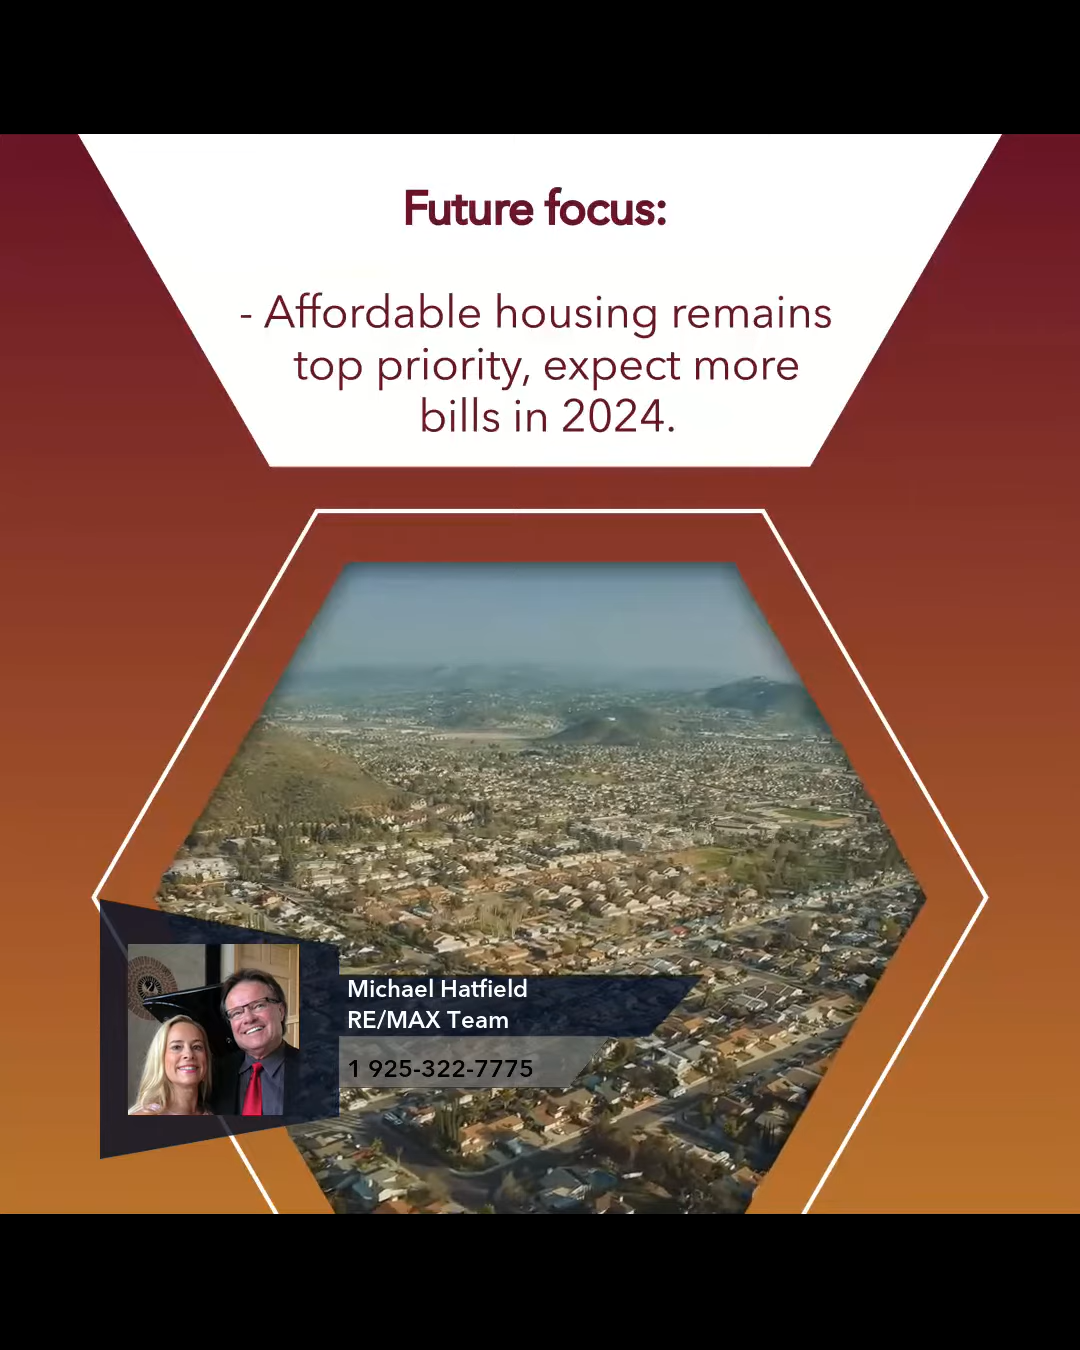 Future focus:
- Affordable housing remains
top priority, expect more
bills in 2024.
Michael Hatfield
RE/MAX Team
1 925-322-7775